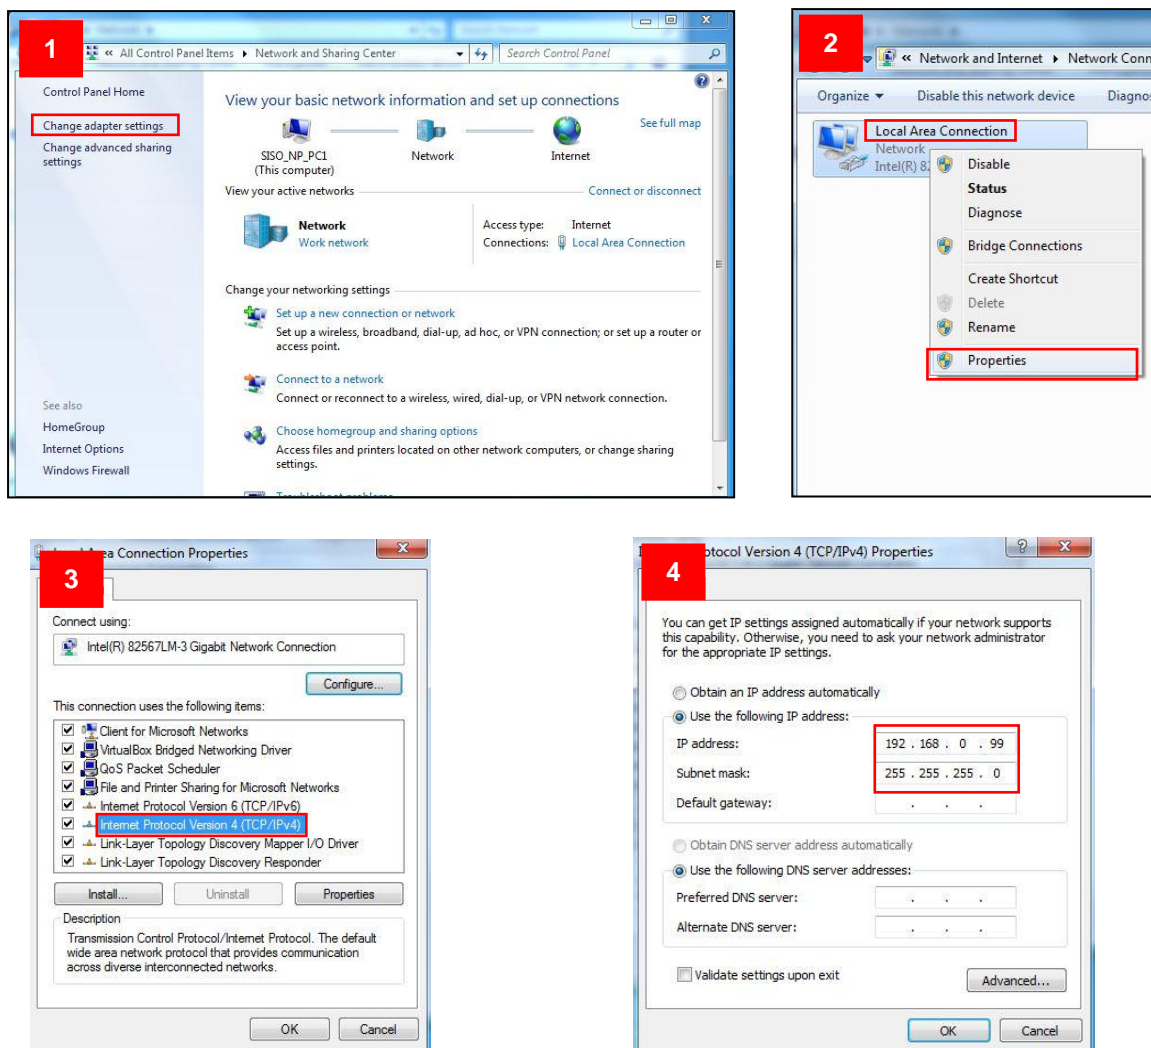 1
« All Control Panel Items ▸ Network and Sharing Center
Search Control Panel
Control Panel Home
Change adapter settings
Change advanced sharing
settings
See also
HomeGroup
Internet Options
Windows Firewall
View your basic network information and set up connections
See full map
SISO_NP_PC1
(This computer)
Network
Internet
View your active networks
Connect or disconnect
Network
Work network
Access type: Internet
Connections: Local Area Connection
Change your networking settings
Set up a new connection or network
Set up a wireless, broadband, dial-up, ad hoc, or VPN connection; or set up a router or
access point.
Connect to a network
Connect or reconnect to a wireless, wired, dial-up, or VPN network connection.
Choose homegroup and sharing options
Access files and printers located on other network computers, or change sharing
settings.
Troubleshoot problems
2
« Network and Internet ▸ Network Conn
Organize Disable this network device Diagnos
Local Area Connection
Network
Intel(R) 82
Disable
Status
Diagnose
Bridge Connections
Create Shortcut
Delete
Rename
Properties
3
ea Connection Properties
Connect using:
Intel(R) 82567LM-3 Gigabit Network Connection
Configure...
This connection uses the following items:
Client for Microsoft Networks
VirtualBox Bridged Networking Driver
QoS Packet Scheduler
File and Printer Sharing for Microsoft Networks
Internet Protocol Version 6 (TCP/IPv6)
Internet Protocol Version 4 (TCP/IPv4)
Link-Layer Topology Discovery Mapper I/O Driver
Link-Layer Topology Discovery Responder
Install... Uninstall Properties
Description
Transmission Control Protocol/Internet Protocol. The default
wide area network protocol that provides communication
across diverse interconnected networks.
OK Cancel
4
otocol Version 4 (TCP/IPv4) Properties
You can get IP settings assigned automatically if your network supports
this capability. Otherwise, you need to ask your network administrator
for the appropriate IP settings.
Obtain an IP address automatically
Use the following IP address:
IP address: 192 . 168 . 0 . 99
Subnet mask: 255 . 255 . 255 . 0
Default gateway: . . .
Obtain DNS server address automatically
Use the following DNS server addresses:
Preferred DNS server: . . .
Alternate DNS server: . . .
Validate settings upon exit
Advanced...
OK Cancel